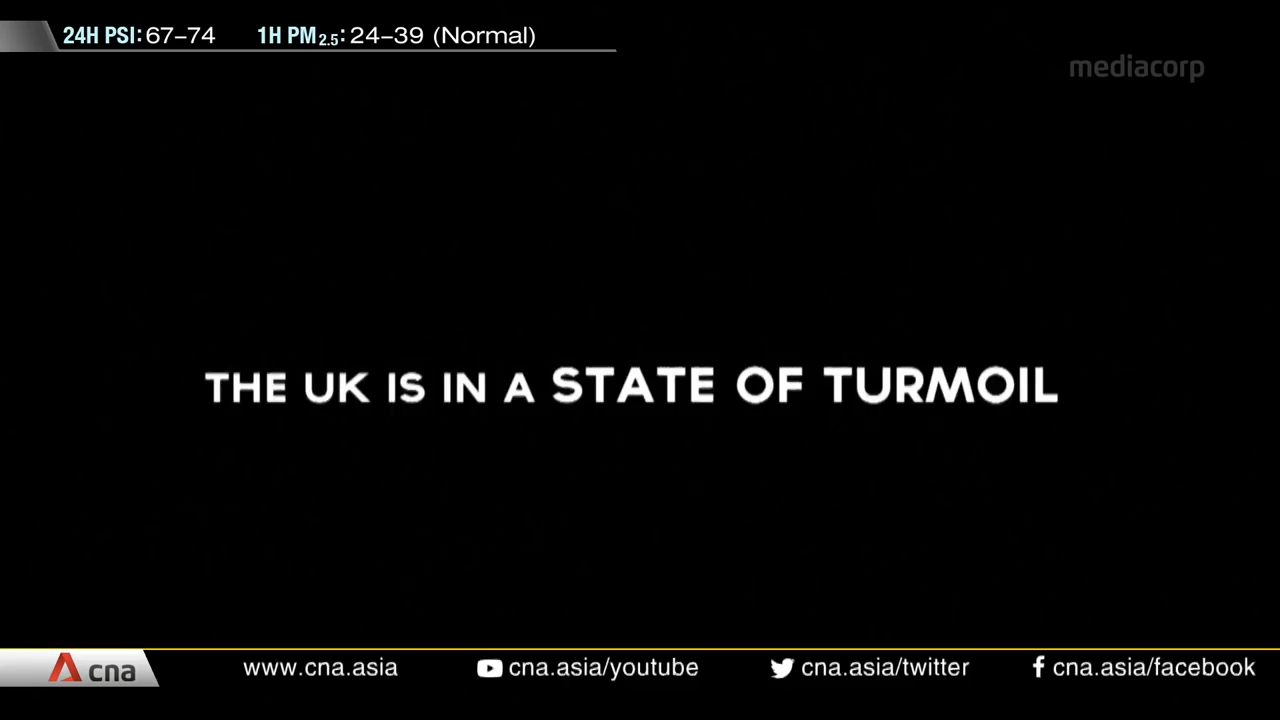 24H PSI: 67–74 1H PM2.5: 24–39 (Normal)
mediacorp
THE UK IS IN A STATE OF TURMOIL
cna www.cna.asia cna.asia/youtube cna.asia/twitter cna.asia/facebook